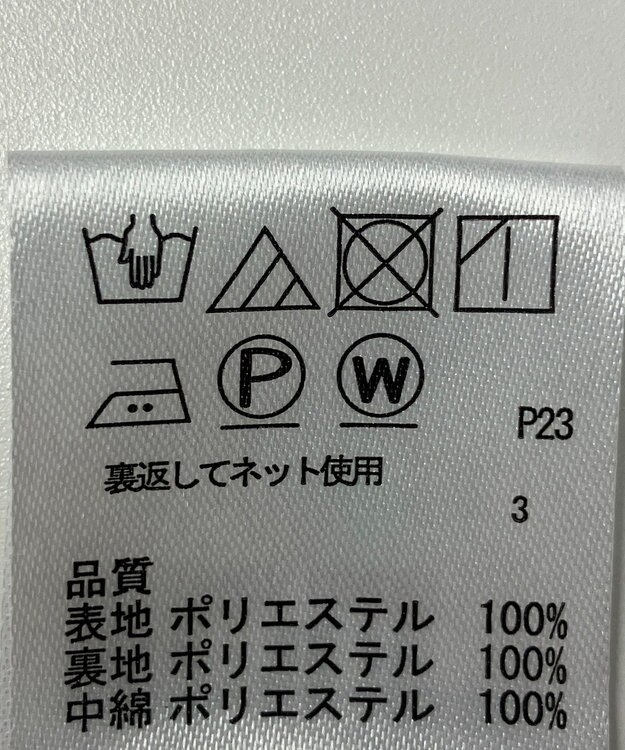 P W
P23
裏返してネット使用
3
品質
表地 ポリエステル 100%
裏地 ポリエステル 100%
中綿 ポリエステル 100%